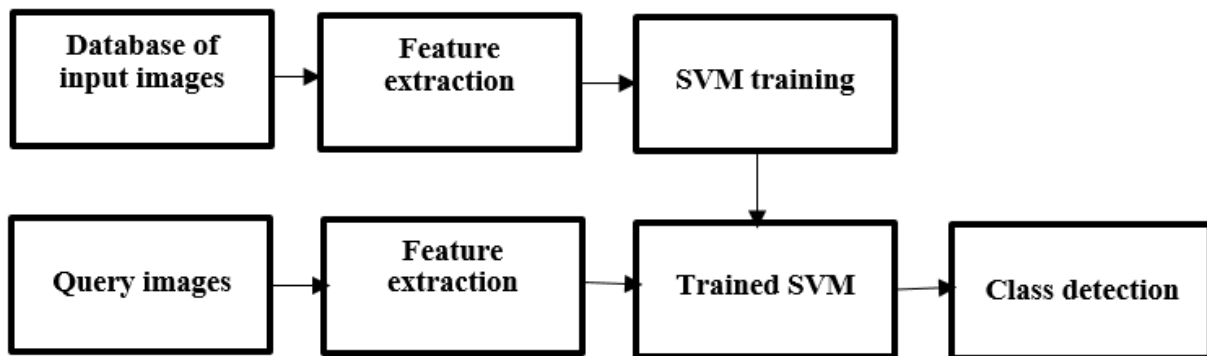 Database of
input images
Feature
extraction
SVM training
Query images
Feature
extraction
Trained SVM
Class detection